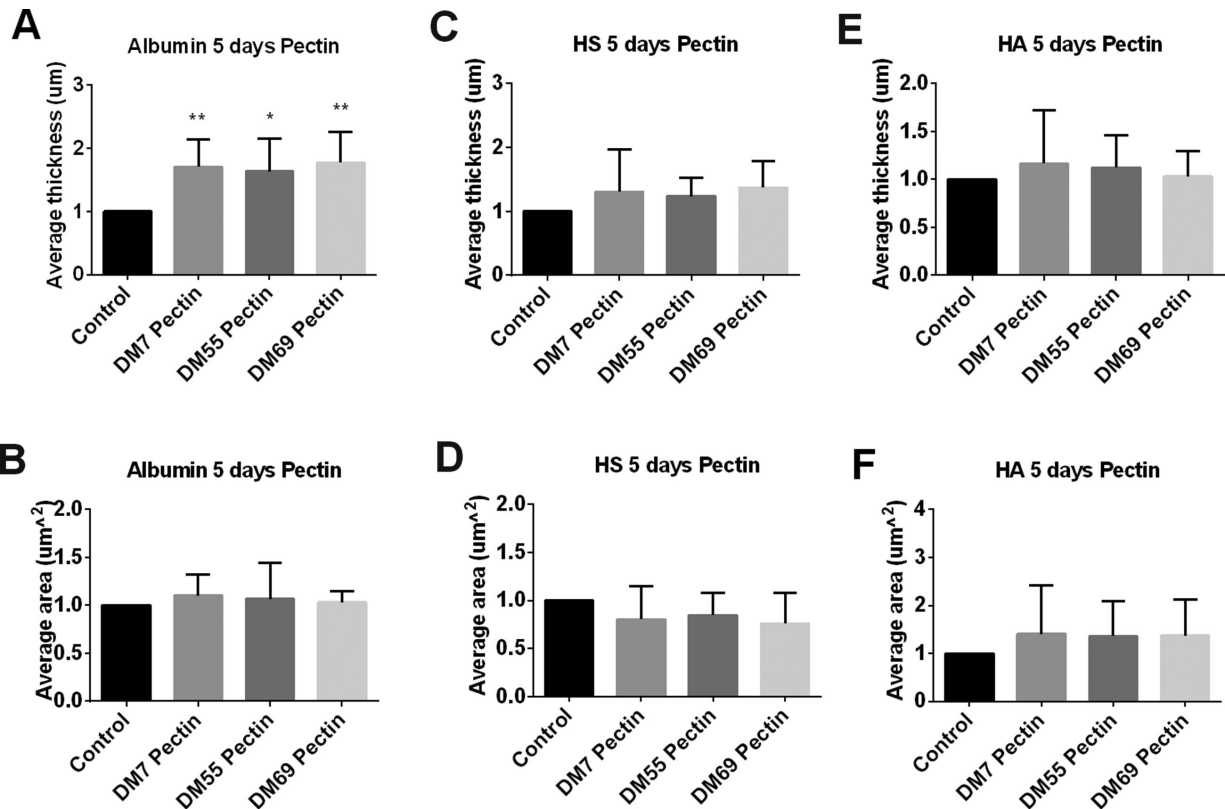 A
Albumin 5 days Pectin
Average thickness (um)
3
2
1
0
** * **
Control
DM7 Pectin
DM55 Pectin
DM69 Pectin
C
HS 5 days Pectin
Average thickness (um)
3
2
1
0
Control
DM7 Pectin
DM55 Pectin
DM69 Pectin
E
HA 5 days Pectin
Average thickness (um)
2.0
1.5
1.0
0.5
0.0
Control
DM7 Pectin
DM55 Pectin
DM69 Pectin
B
Albumin 5 days Pectin
Average area (um^²)
2.0
1.5
1.0
0.5
0.0
Control
DM7 Pectin
DM55 Pectin
DM69 Pectin
D
HS 5 days Pectin
Average area (um^²)
2.0
1.5
1.0
0.5
0.0
Control
DM7 Pectin
DM55 Pectin
DM69 Pectin
F
HA 5 days Pectin
Average area (um^²)
4
3
2
1
0
Control
DM7 Pectin
DM55 Pectin
DM69 Pectin